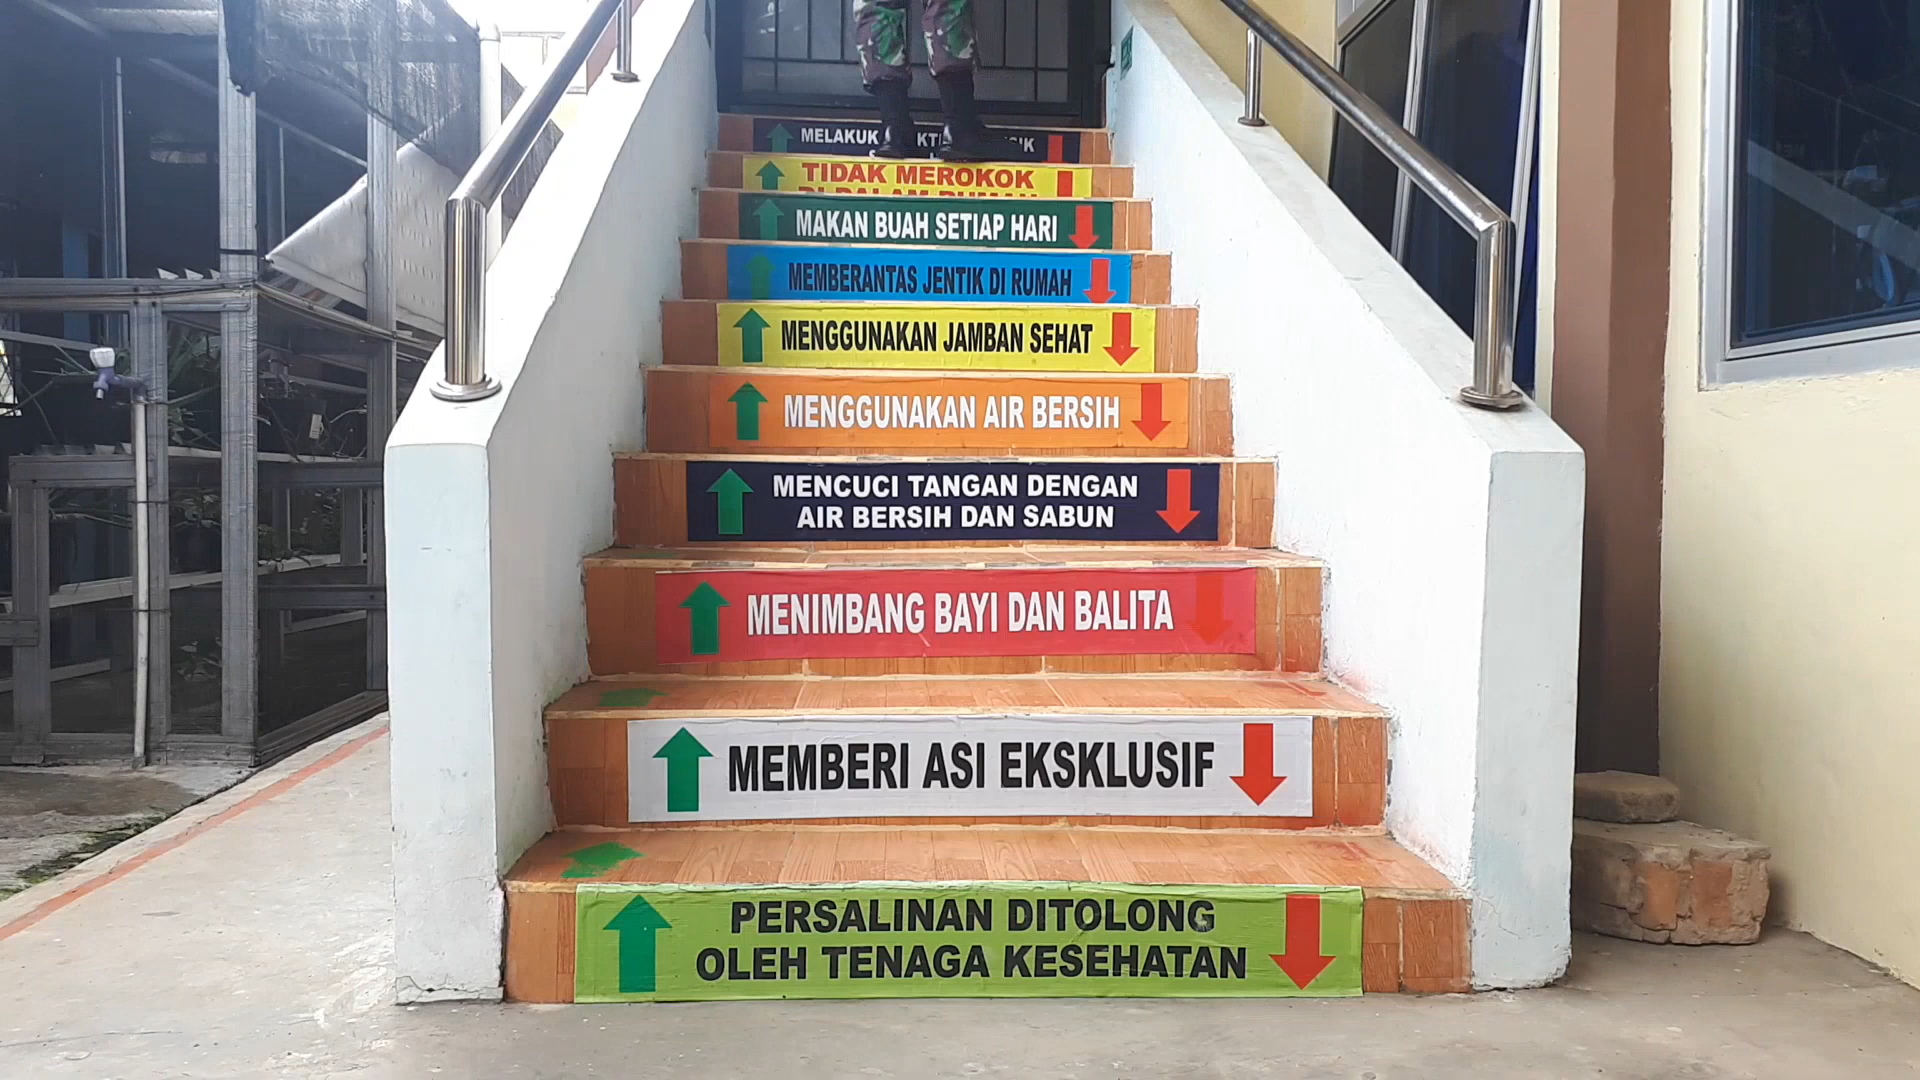 TIDAK MEROKOK
MAKAN BUAH SETIAP HARI
MEMBERANTAS JENTIK DI RUMAH
MENGGUNAKAN JAMBAN SEHAT
MENGGUNAKAN AIR BERSIH
MENCUCI TANGAN DENGAN
AIR BERSIH DAN SABUN
MENIMBANG BAYI DAN BALITA
MEMBERI ASI EKSKLUSIF
PERSALINAN DITOLONG
OLEH TENAGA KESEHATAN